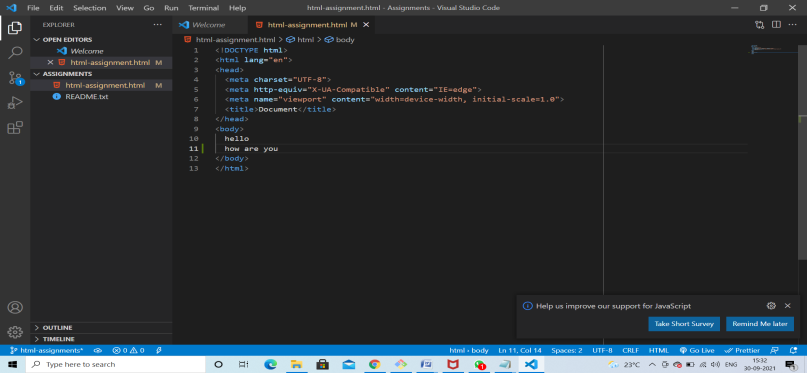 File Edit Selection View Go Run Terminal Help
html-assignment.html - Assignments - Visual Studio Code
EXPLORER
OPEN EDITORS
Welcome
html-assignment.html M
ASSIGNMENTS
html-assignment.html M
README.txt
OUTLINE
TIMELINE
Welcome
html-assignment.html M
html-assignment.html > html > body
1 <!DOCTYPE html>
2 <html lang="en">
3 <head>
4 <meta charset="UTF-8">
5 <meta http-equiv="X-UA-Compatible" content="IE=edge">
6 <meta name="viewport" content="width=device-width, initial-scale=1.0">
7 <title>Document</title>
8 </head>
9 <body>
10 hello
11 how are you
12 </body>
13 </html>
Help us improve our support for JavaScript
Take Short Survey Remind Me later
html-assignments* 0 0 html › body Ln 11, Col 14 Spaces: 2 UTF-8 CRLF HTML Go Live Prettier
Type here to search
23°C ENG
15:32
30-09-2021